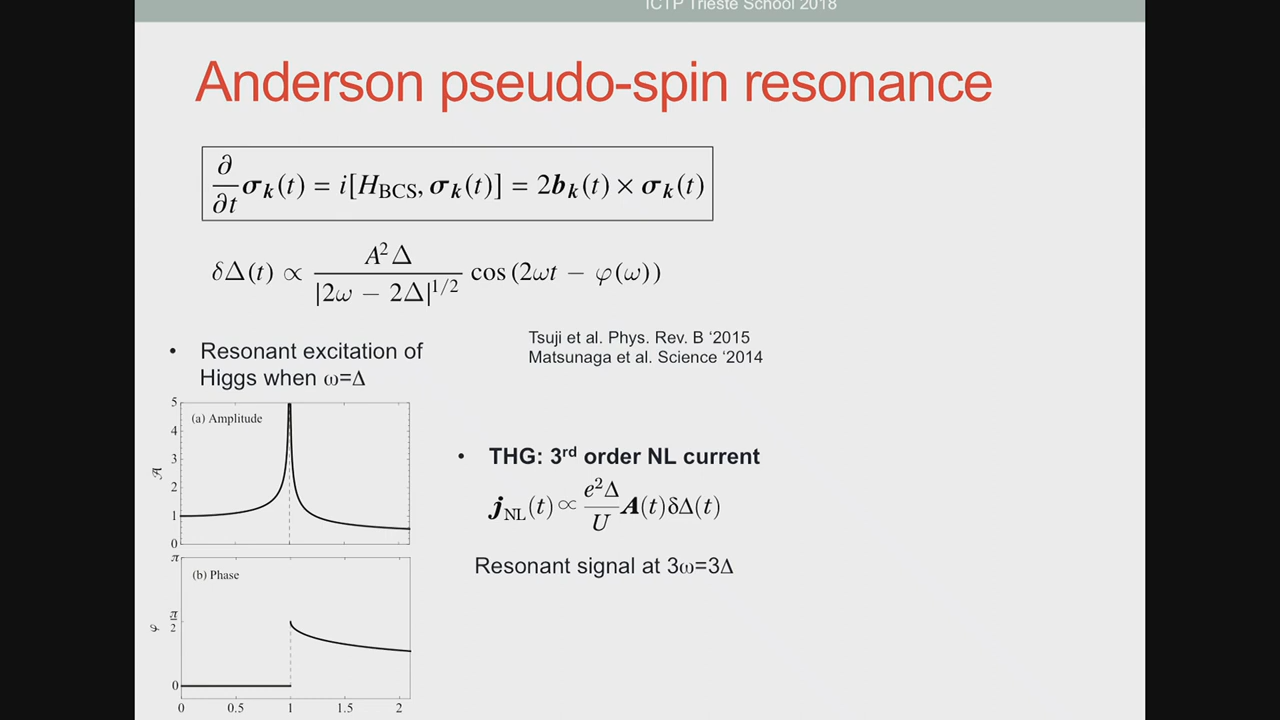 ICTP Trieste School 2018
Anderson pseudo-spin resonance
∂/∂t σ_k(t) = i[H_BCS, σ_k(t)] = 2b_k(t) × σ_k(t)
δΔ(t) ∝ A²Δ / |2ω − 2Δ|^{1/2} cos (2ωt − φ(ω))
Tsuji et al. Phys. Rev. B ‘2015
Matsunaga et al. Science ‘2014
• Resonant excitation of
Higgs when ω=Δ
5
(a) Amplitude
4
3
𝒜
2
1
0
• THG: 3rd order NL current
j_NL(t) ∝ e²Δ/U A(t)δΔ(t)
Resonant signal at 3ω=3Δ
π
(b) Phase
π/2
φ
0
0 0.5 1 1.5 2